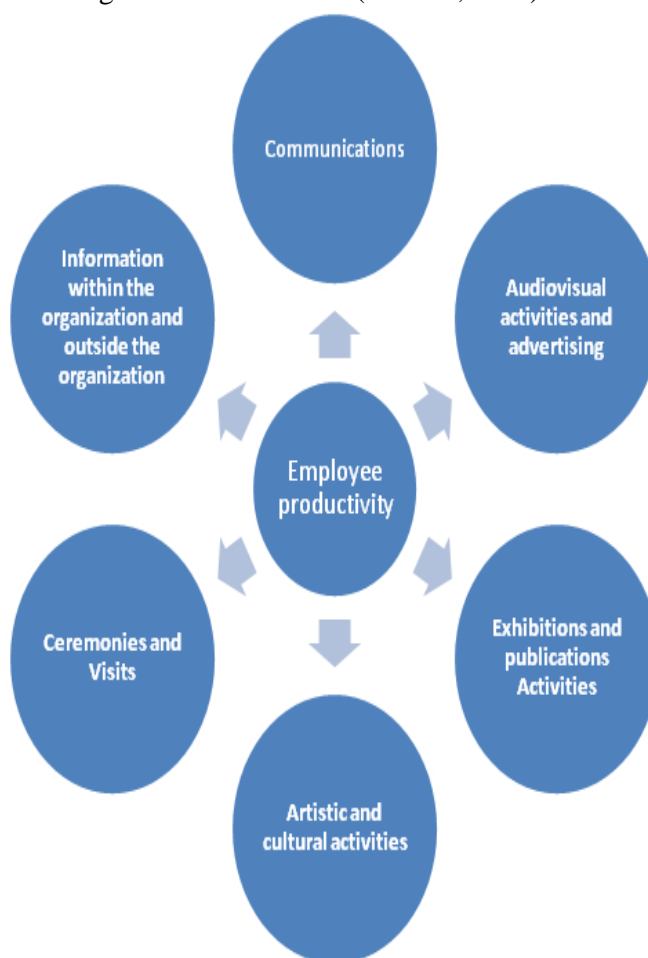 Communications
Audiovisual
activities and
advertising
Exhibitions and
publications
Activities
Artistic and
cultural activities
Ceremonies and
Visits
Information
within the
organization and
outside the
organization
Employee
productivity